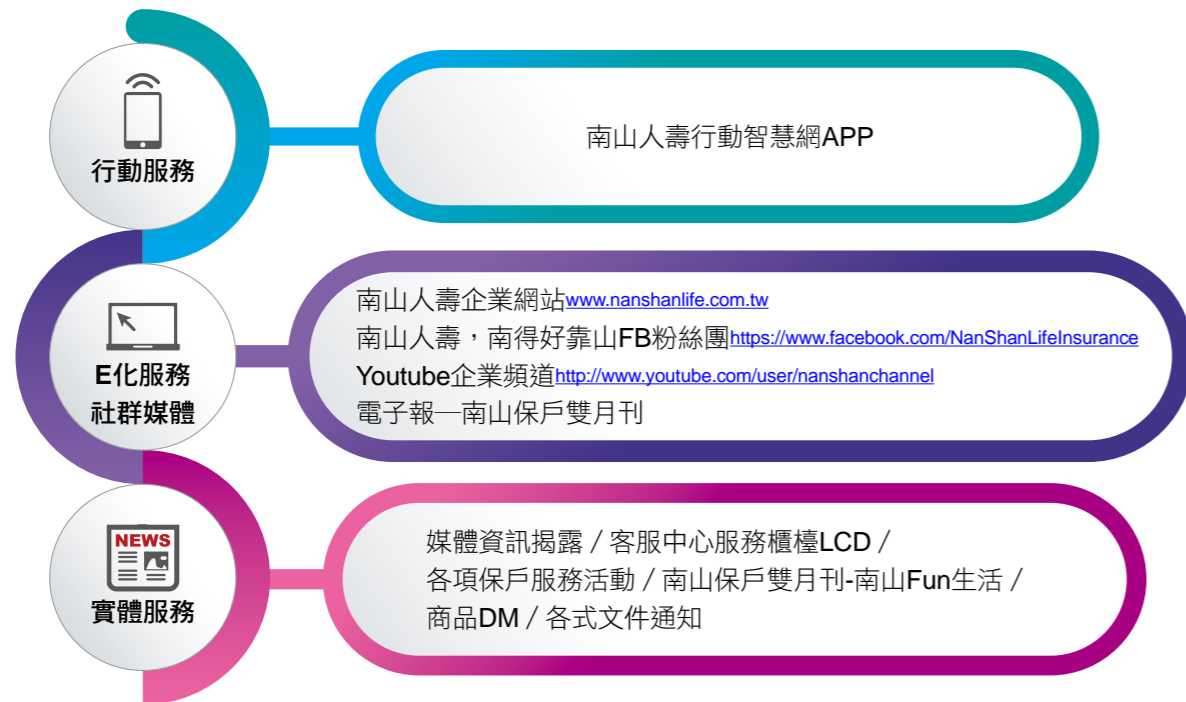 行動服務
南山人壽行動智慧網APP
E化服務
社群媒體
南山人壽企業網站www.nanshanlife.com.tw
南山人壽，南得好靠山FB粉絲團https://www.facebook.com/NanShanLifeInsurance
Youtube企業頻道http://www.youtube.com/user/nanshanchannel
電子報─南山保戶雙月刊
NEWS
實體服務
媒體資訊揭露 / 客服中心服務櫃檯LCD /
各項保戶服務活動 / 南山保戶雙月刊-南山Fun生活 /
商品DM / 各式文件通知